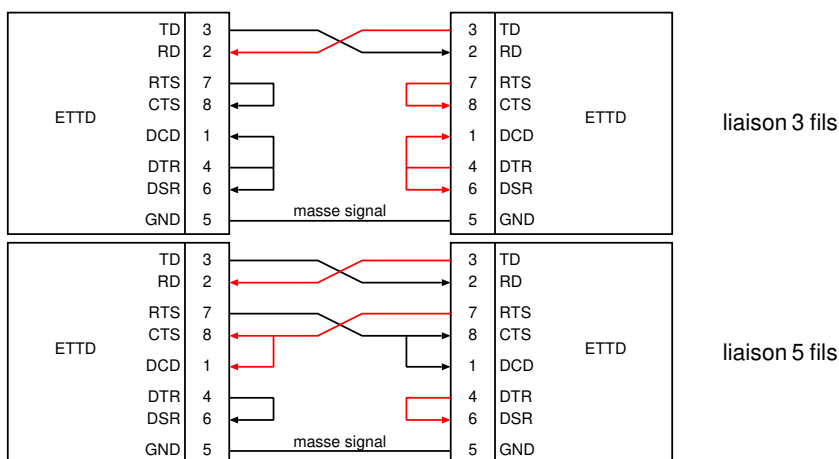 TD 3 3 TD
RD 2 2 RD
RTS 7 7 RTS
CTS 8 8 CTS
ETTD ETTD liaison 3 fils
DCD 1 1 DCD
DTR 4 4 DTR
DSR 6 6 DSR
masse signal
GND 5 5 GND
TD 3 3 TD
RD 2 2 RD
RTS 7 7 RTS
CTS 8 8 CTS
ETTD ETTD liaison 5 fils
DCD 1 1 DCD
DTR 4 4 DTR
DSR 6 6 DSR
masse signal
GND 5 5 GND